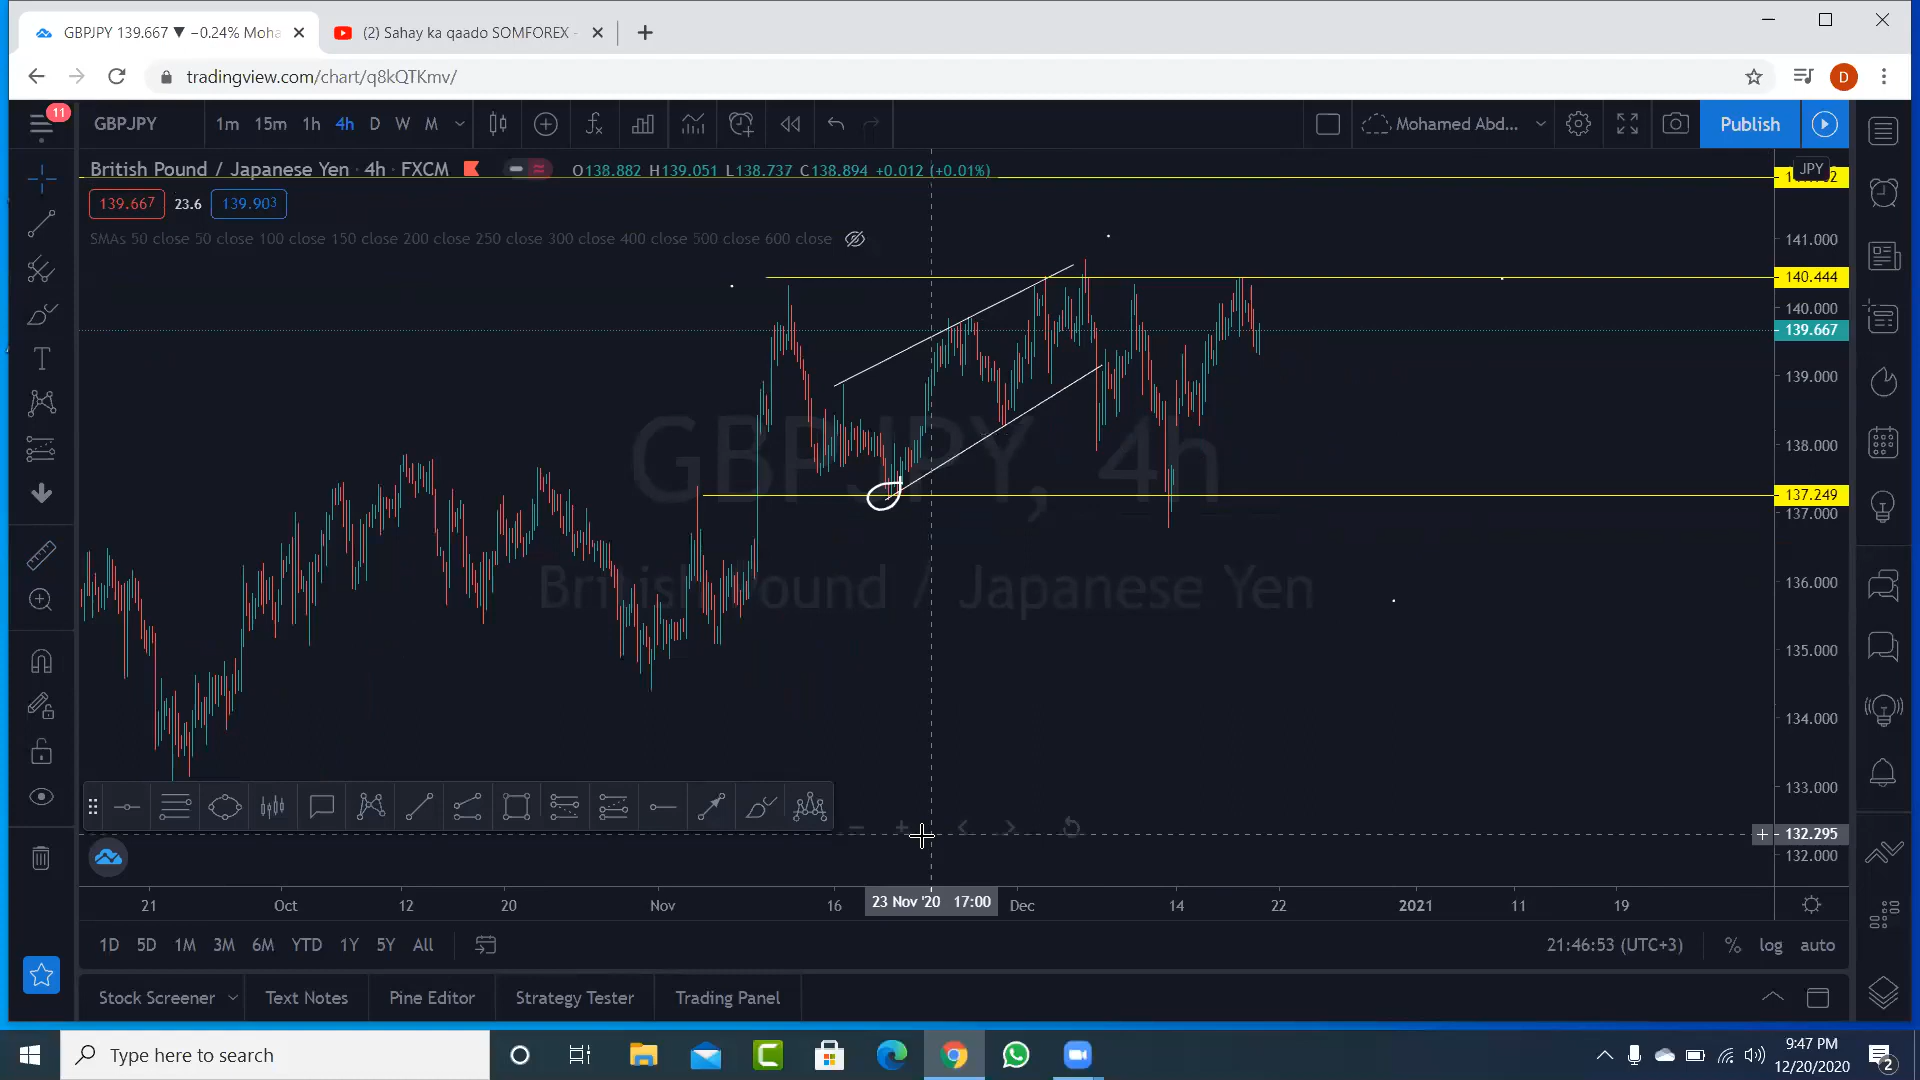 GBPJPY 139.667 ▼ −0.24% Moha
(2) Sahay ka qaado SOMFOREX -
tradingview.com/chart/q8kQTKmv/
D
11
GBPJPY
1m 15m 1h 4h D W M
Mohamed Abd...
Publish
British Pound / Japanese Yen · 4h · FXCM
O138.882 H139.051 L138.737 C138.894 +0.012 (+0.01%)
JPY
139.667 23.6 139.903
SMAs 50 close 50 close 100 close 150 close 200 close 250 close 300 close 400 close 500 close 600 close
141.000
140.444
140.000
139.667
139.000
138.000
137.249
137.000
136.000
135.000
134.000
133.000
132.295
132.000
GBPJPY, 4h
British Pound / Japanese Yen
21 Oct 12 20 Nov 16 23 Nov '20 17:00 Dec 14 22 2021 11 19
1D 5D 1M 3M 6M YTD 1Y 5Y All
21:46:53 (UTC+3) % log auto
Stock Screener Text Notes Pine Editor Strategy Tester Trading Panel
Type here to search
9:47 PM
12/20/2020
2